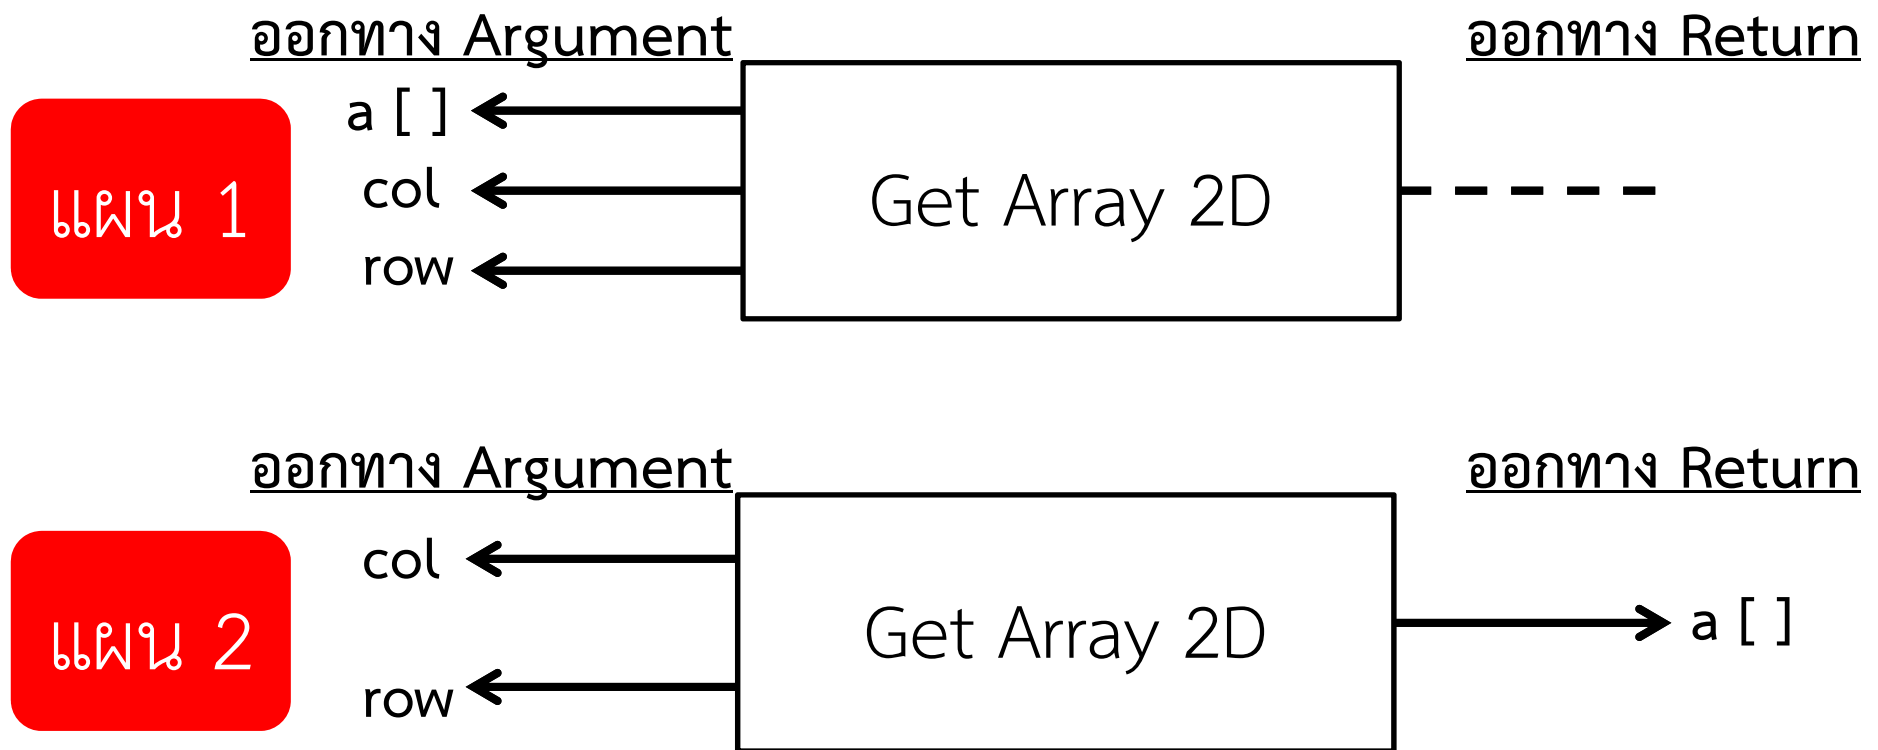 ออกทาง Argument
ออกทาง Return
a [ ]
แผน 1
col
Get Array 2D
row
ออกทาง Argument
ออกทาง Return
col
แผน 2
Get Array 2D
a [ ]
row